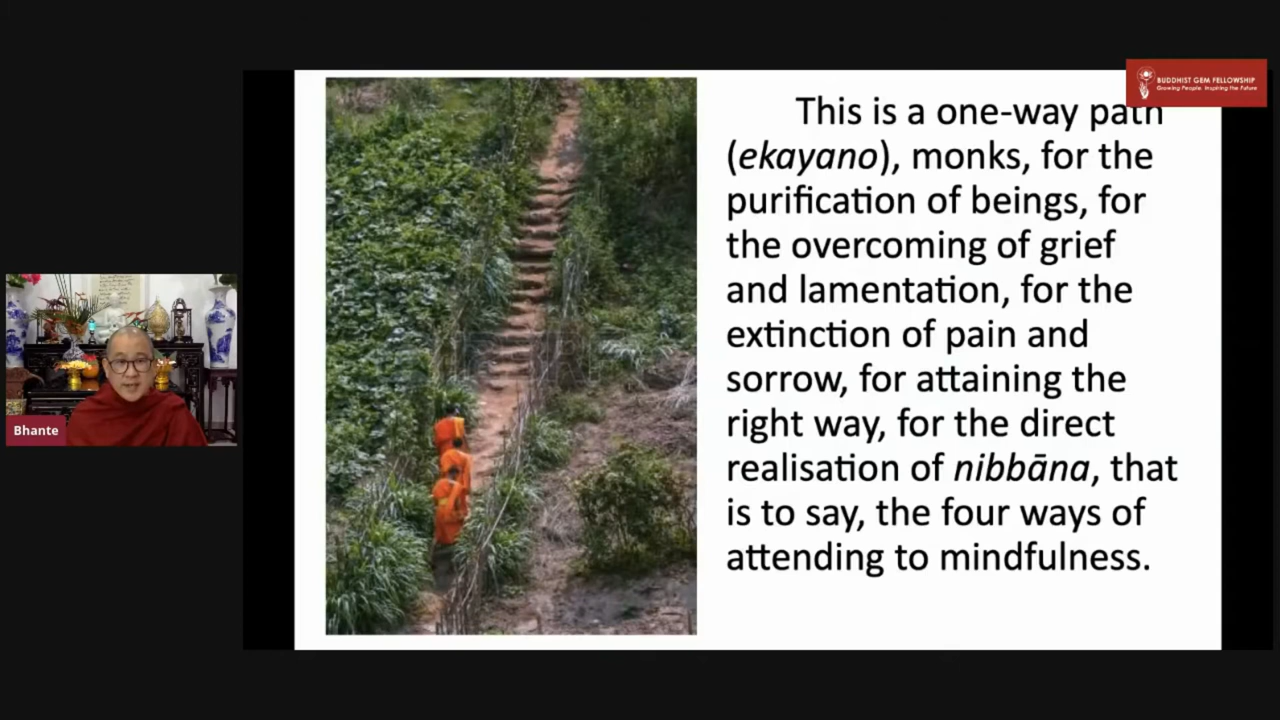 BUDDHIST GEM FELLOWSHIP
Growing People. Inspiring the Future
This is a one-way path
(ekayano), monks, for the
purification of beings, for
the overcoming of grief
and lamentation, for the
extinction of pain and
sorrow, for attaining the
right way, for the direct
realisation of nibbāna, that
is to say, the four ways of
attending to mindfulness.
Bhante